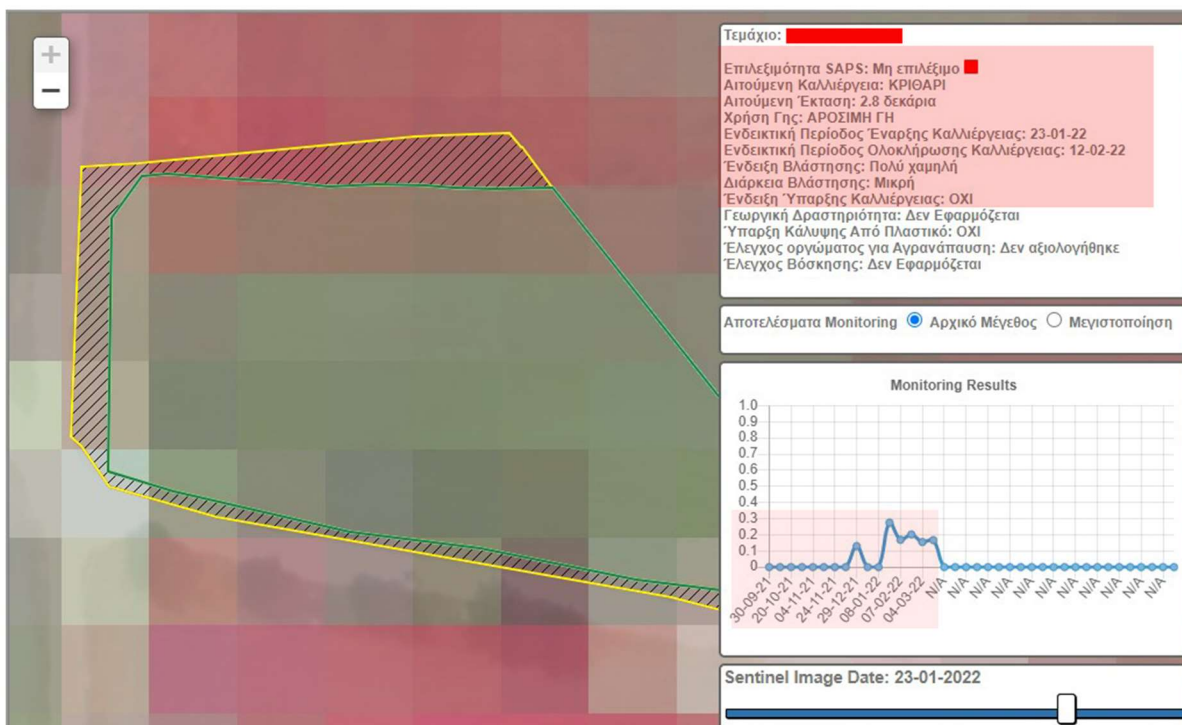 +
−
Τεμάχιο:
Επιλεξιμότητα SAPS: Μη επιλέξιμο
Αιτούμενη Καλλιέργεια: ΚΡΙΘΑΡΙ
Αιτούμενη Έκταση: 2.8 δεκάρια
Χρήση Γης: ΑΡΟΣΙΜΗ ΓΗ
Ενδεικτική Περίοδος Έναρξης Καλλιέργειας: 23-01-22
Ενδεικτική Περίοδος Ολοκλήρωσης Καλλιέργειας: 12-02-22
Ένδειξη Βλάστησης: Πολύ χαμηλή
Διάρκεια Βλάστησης: Μικρή
Ένδειξη Ύπαρξης Καλλιέργειας: ΟΧΙ
Γεωργική Δραστηριότητα: Δεν Εφαρμόζεται
Ύπαρξη Κάλυψης Από Πλαστικό: ΟΧΙ
Έλεγχος οργώματος για Αγρανάπαυση: Δεν αξιολογήθηκε
Έλεγχος Βόσκησης: Δεν Εφαρμόζεται
Αποτελέσματα Monitoring Αρχικό Μέγεθος Μεγιστοποίηση
Monitoring Results
1.0
0.9
0.8
0.7
0.6
0.5
0.4
0.3
0.2
0.1
0
30-09-21 20-10-21 04-11-21 24-11-21 29-12-21 08-01-22 07-02-22 04-03-22 N/A N/A N/A N/A N/A N/A N/A N/A N/A N/A N/A
Sentinel Image Date: 23-01-2022